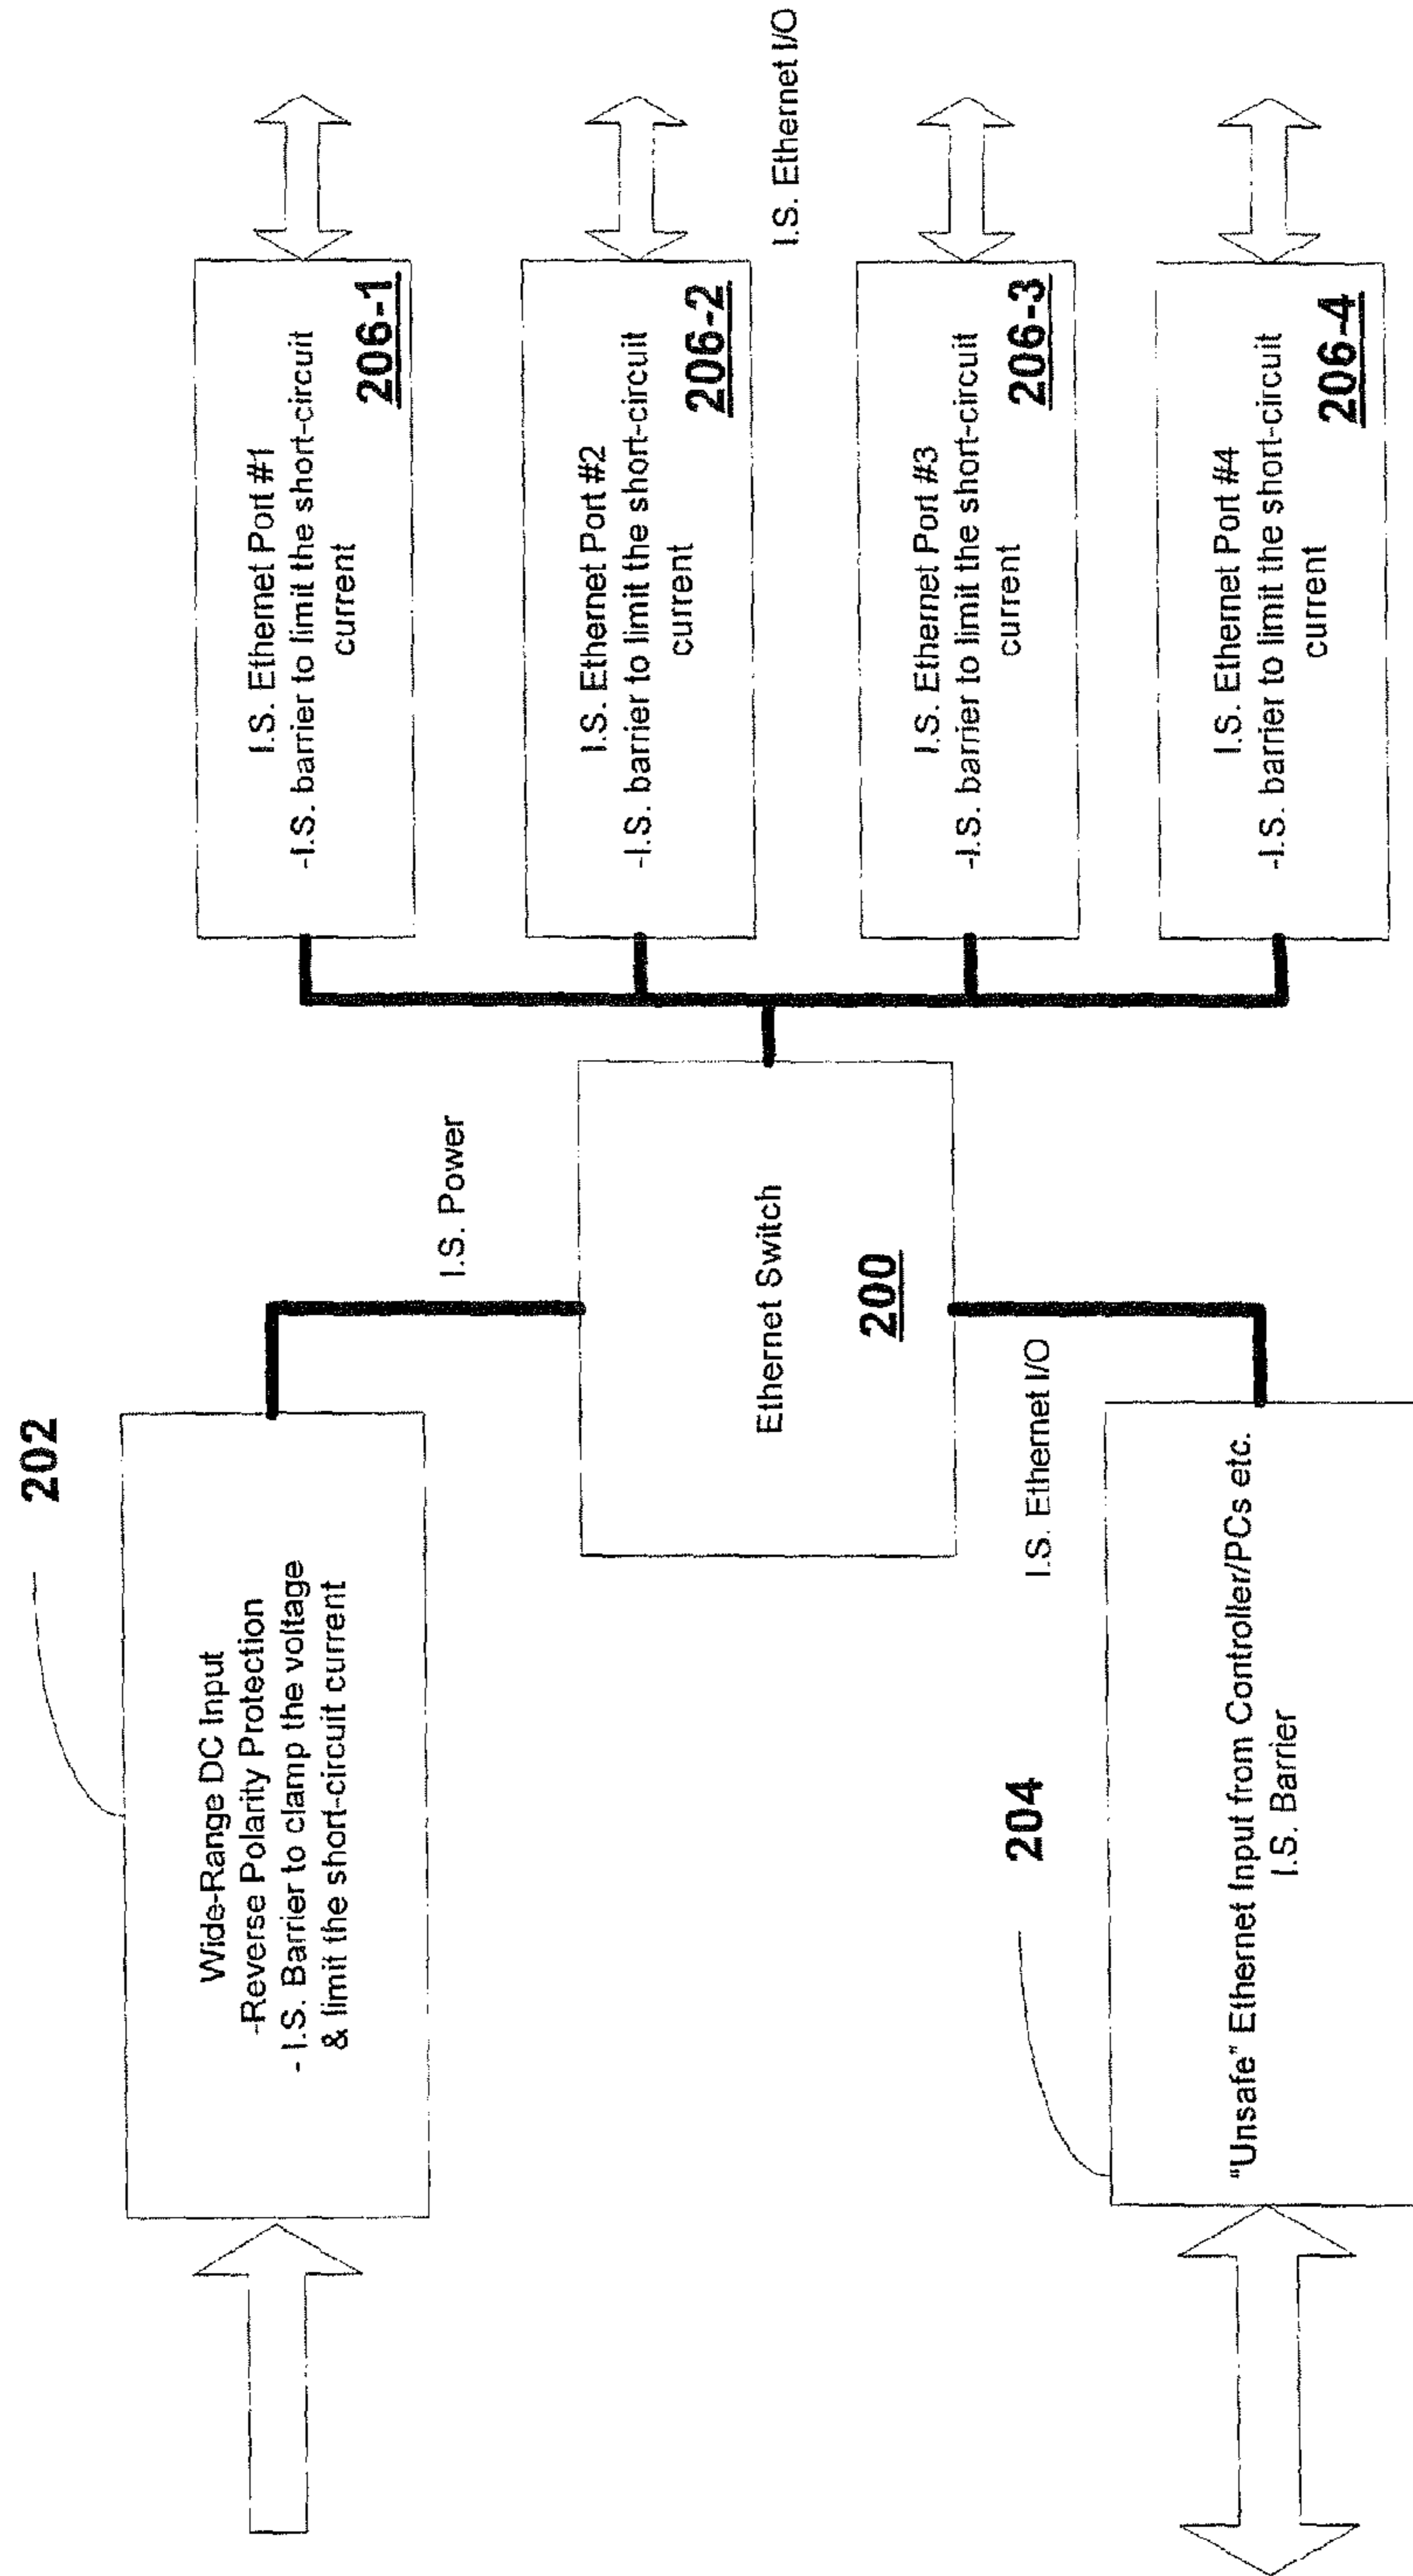 202
Wide-Range DC Input
-Reverse Polarity Protection
- I.S. Barrier to clamp the voltage
& limit the short-circuit current
I.S. Power
204
"Unsafe" Ethernet Input from Controller/PCs etc.
I.S. Barrier
I.S. Ethernet I/O
Ethernet Switch
200
I.S. Ethernet Port #1
-I.S. barrier to limit the short-circuit
current
206-1
I.S. Ethernet Port #2
-I.S. barrier to limit the short-circuit
current
206-2
I.S. Ethernet I/O
I.S. Ethernet Port #3
-I.S. barrier to limit the short-circuit
current
206-3
I.S. Ethernet Port #4
-I.S. barrier to limit the short-circuit
current
206-4